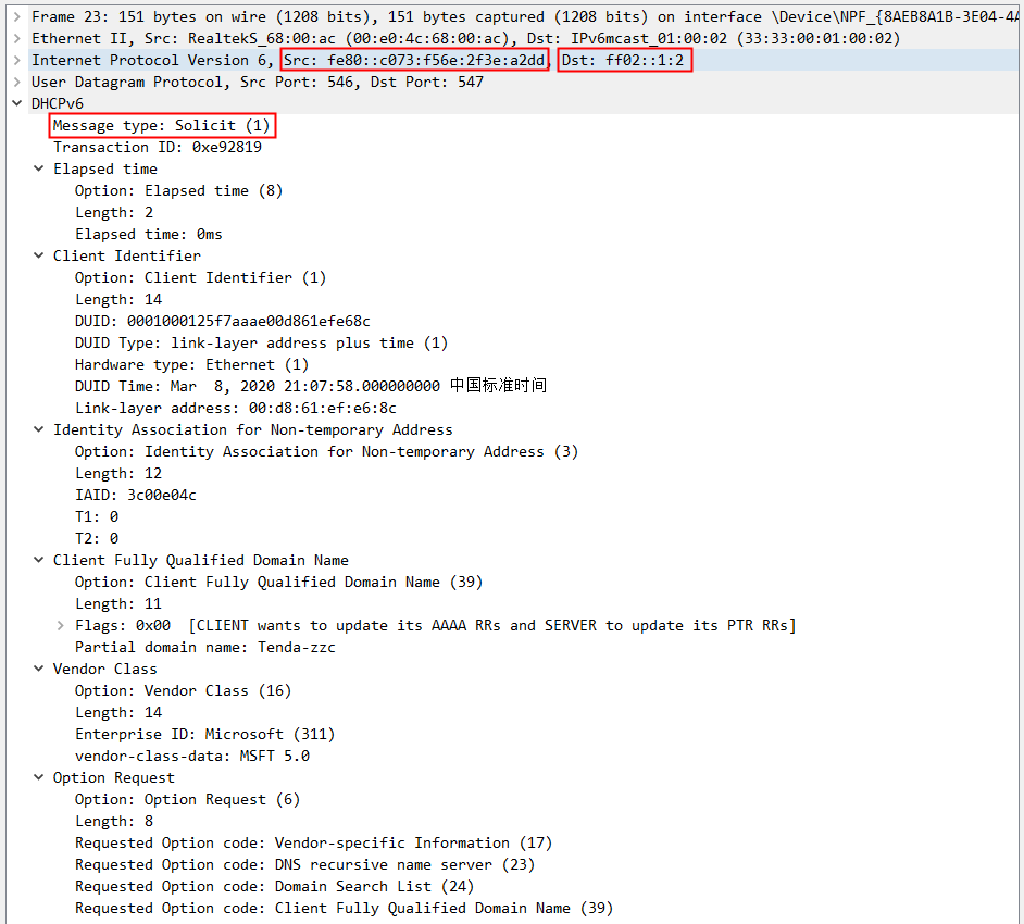 Frame 23: 151 bytes on wire (1208 bits), 151 bytes captured (1208 bits) on interface \Device\NPF_{8AEB8A1B-3E04-4A
Ethernet II, Src: RealtekS_68:00:ac (00:e0:4c:68:00:ac), Dst: IPv6mcast_01:00:02 (33:33:00:01:00:02)
Internet Protocol Version 6, Src: fe80::c073:f56e:2f3e:a2dd, Dst: ff02::1:2
User Datagram Protocol, Src Port: 546, Dst Port: 547
DHCPv6
Message type: Solicit (1)
Transaction ID: 0xe92819
Elapsed time
Option: Elapsed time (8)
Length: 2
Elapsed time: 0ms
Client Identifier
Option: Client Identifier (1)
Length: 14
DUID: 0001000125f7aaae00d861efe68c
DUID Type: link-layer address plus time (1)
Hardware type: Ethernet (1)
DUID Time: Mar  8, 2020 21:07:58.000000000 中国标准时间
Link-layer address: 00:d8:61:ef:e6:8c
Identity Association for Non-temporary Address
Option: Identity Association for Non-temporary Address (3)
Length: 12
IAID: 3c00e04c
T1: 0
T2: 0
Client Fully Qualified Domain Name
Option: Client Fully Qualified Domain Name (39)
Length: 11
Flags: 0x00  [CLIENT wants to update its AAAA RRs and SERVER to update its PTR RRs]
Partial domain name: Tenda-zzc
Vendor Class
Option: Vendor Class (16)
Length: 14
Enterprise ID: Microsoft (311)
vendor-class-data: MSFT 5.0
Option Request
Option: Option Request (6)
Length: 8
Requested Option code: Vendor-specific Information (17)
Requested Option code: DNS recursive name server (23)
Requested Option code: Domain Search List (24)
Requested Option code: Client Fully Qualified Domain Name (39)